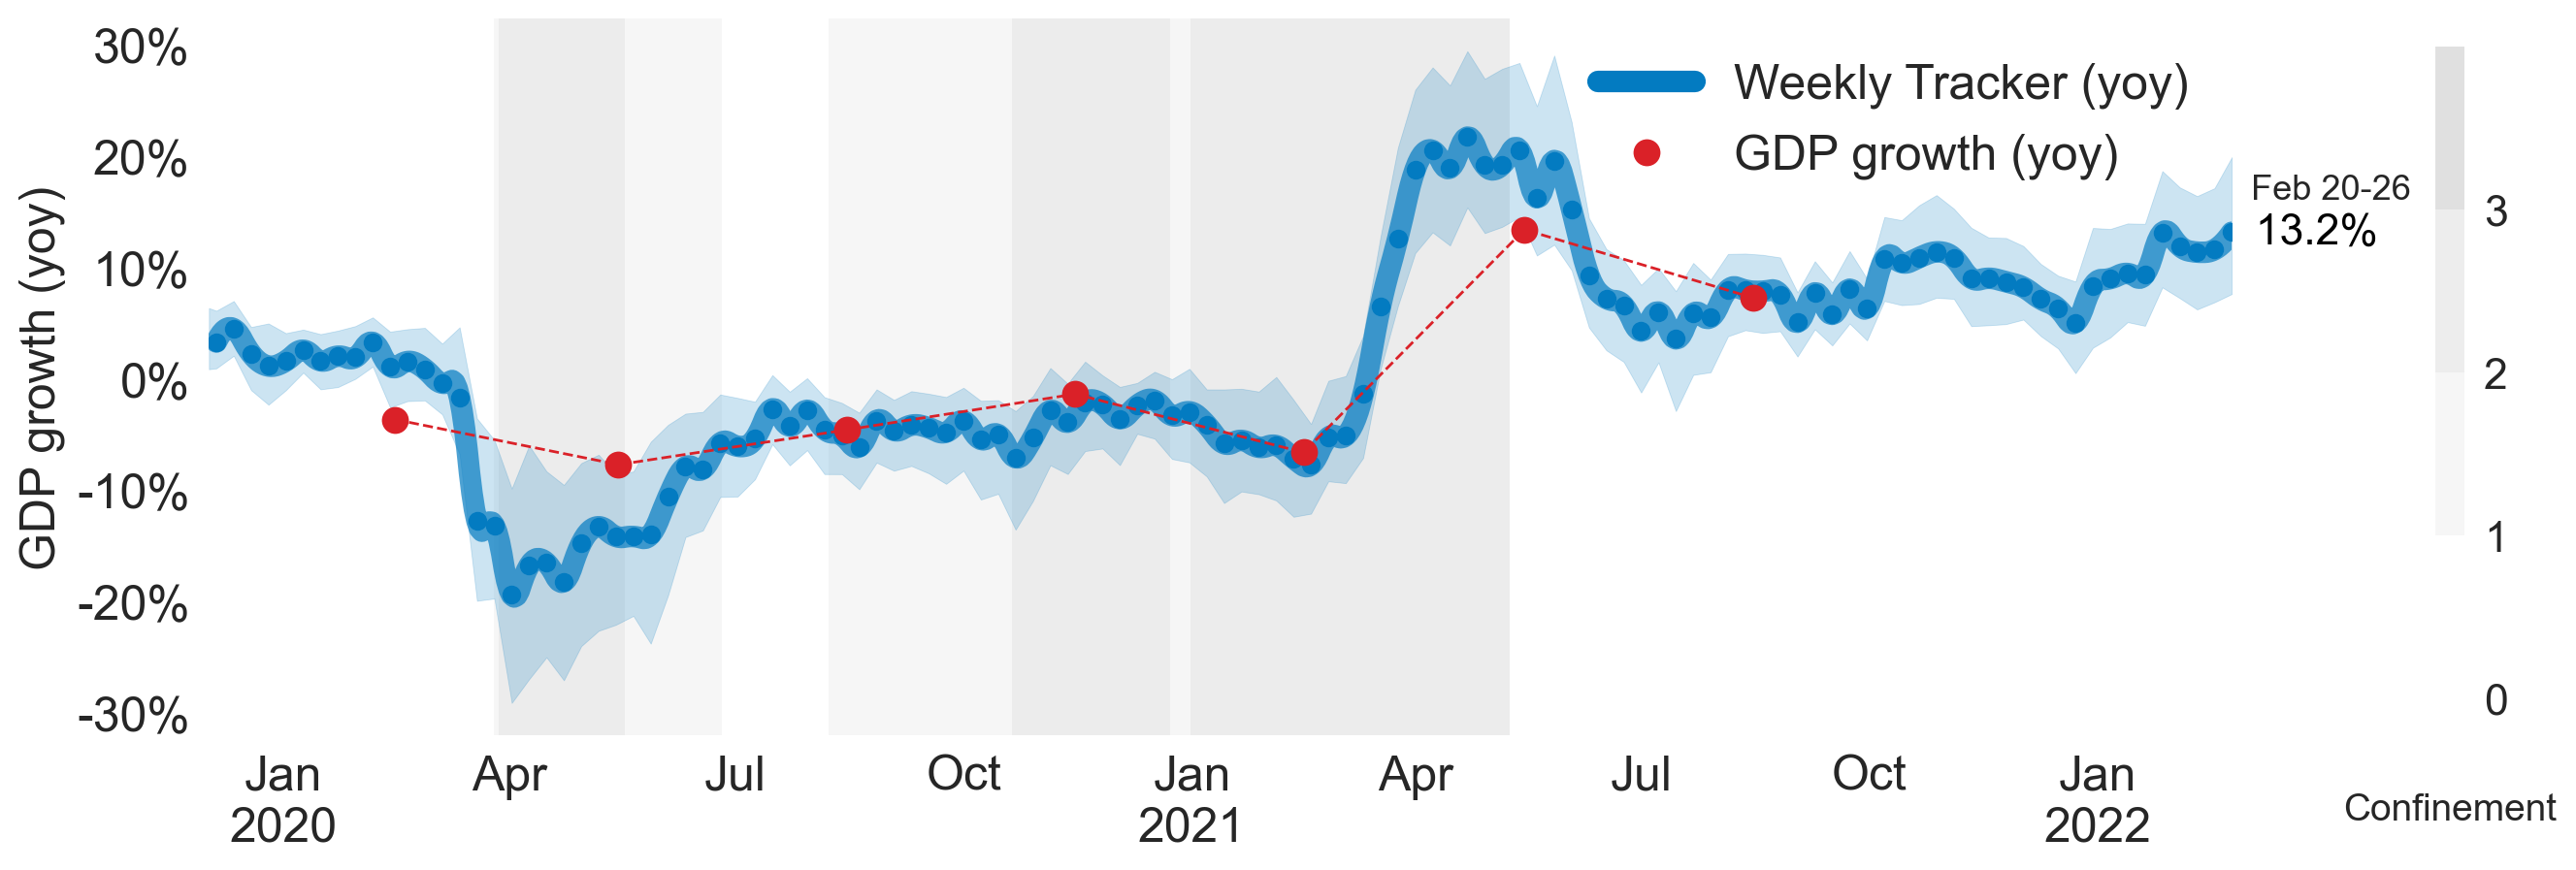 GDP growth (yoy)
30%
20%
10%
0%
-10%
-20%
-30%
Jan
2020
Apr
Jul
Oct
Jan
2021
Apr
Jul
Oct
Jan
2022
Weekly Tracker (yoy)
GDP growth (yoy)
Feb 20-26
13.2%
3
2
1
0
Confinement